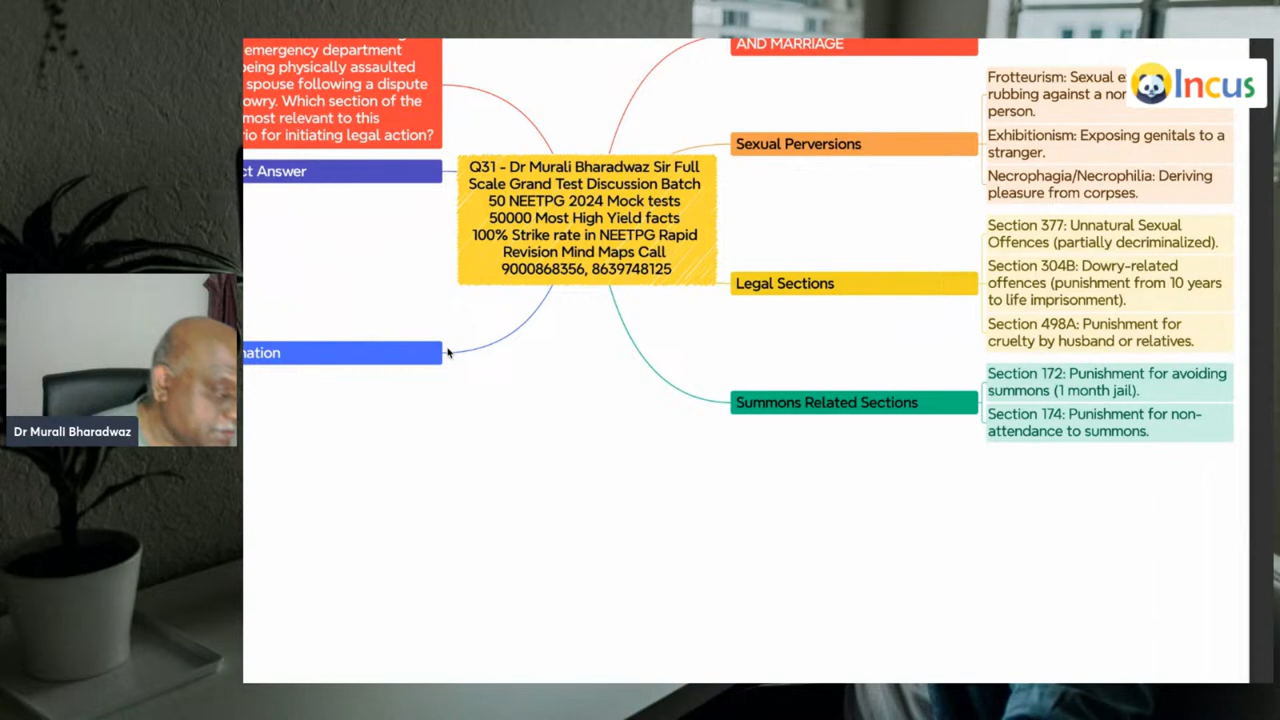 emergency department
being physically assaulted
spouse following a dispute
owry. Which section of the
most relevant to this
io for initiating legal action?
ct Answer
nation
Q31 - Dr Murali Bharadwaz Sir Full
Scale Grand Test Discussion Batch
50 NEETPG 2024 Mock tests
50000 Most High Yield facts
100% Strike rate in NEETPG Rapid
Revision Mind Maps Call
9000868356, 8639748125
AND MARRIAGE
Sexual Perversions
Frotteurism: Sexual e
rubbing against a nor
person.
Exhibitionism: Exposing genitals to a
stranger.
Necrophagia/Necrophilia: Deriving
pleasure from corpses.
Legal Sections
Section 377: Unnatural Sexual
Offences (partially decriminalized).
Section 304B: Dowry-related
offences (punishment from 10 years
to life imprisonment).
Section 498A: Punishment for
cruelty by husband or relatives.
Summons Related Sections
Section 172: Punishment for avoiding
summons (1 month jail).
Section 174: Punishment for non-
attendance to summons.
Incus
Dr Murali Bharadwaz